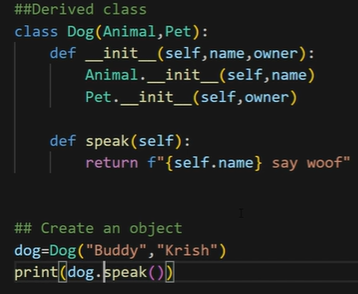 ##Derived class
class Dog(Animal,Pet):
    def __init__(self,name,owner):
        Animal.__init__(self,name)
        Pet.__init__(self,owner)

    def speak(self):
        return f"{self.name} say woof"

## Create an object
dog=Dog("Buddy","Krish")
print(dog.speak())